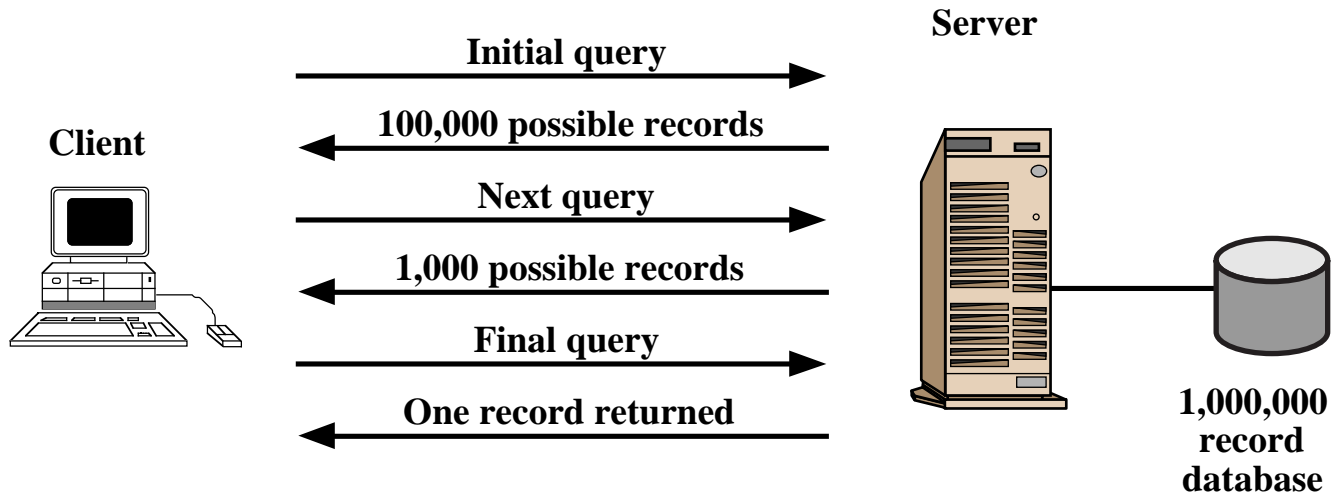 Server
Initial query
100,000 possible records
Client
Next query
1,000 possible records
Final query
One record returned
1,000,000
record
database